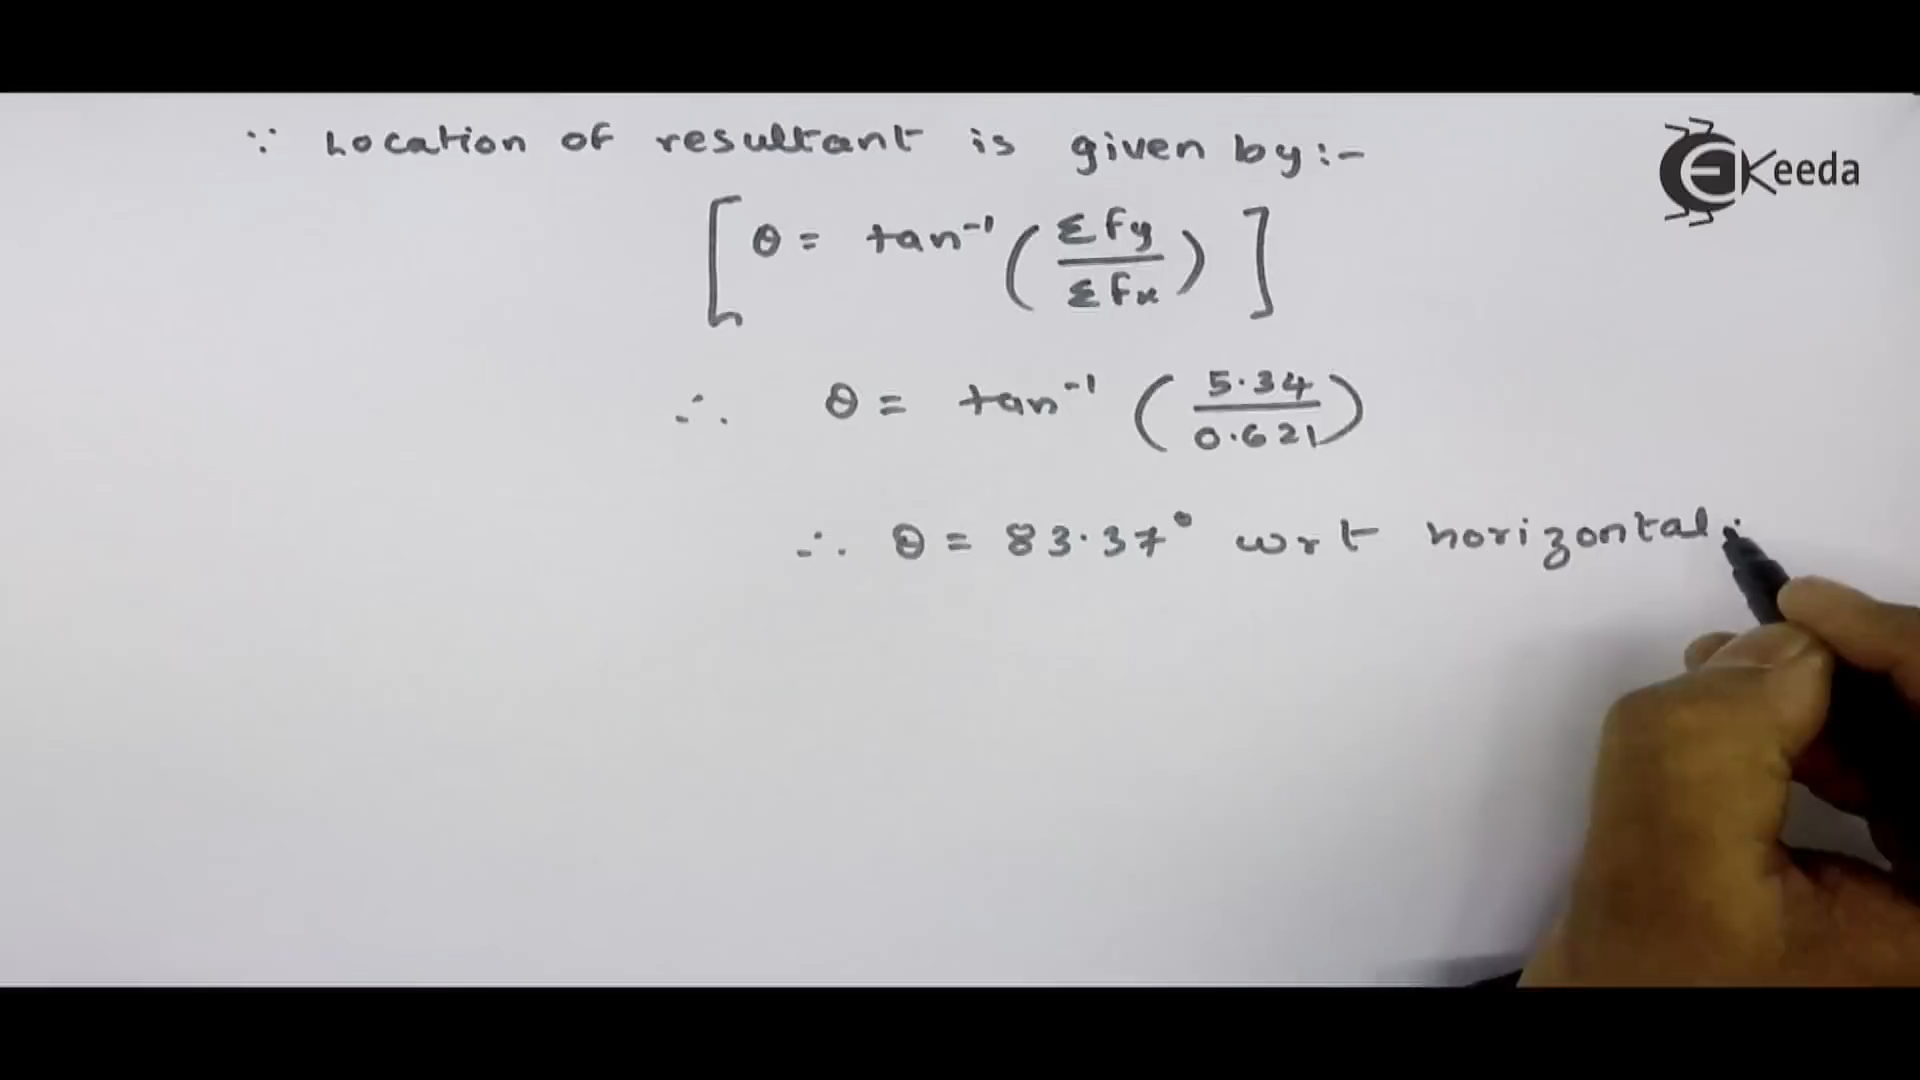 ∵ Location of resultant is given by:-
EKeeda
[ θ = tan⁻¹ ( Σfy / Σfx ) ]
∴ θ = tan⁻¹ ( 5.34 / 0.621 )
∴ θ = 83.37° wrt horizontal.